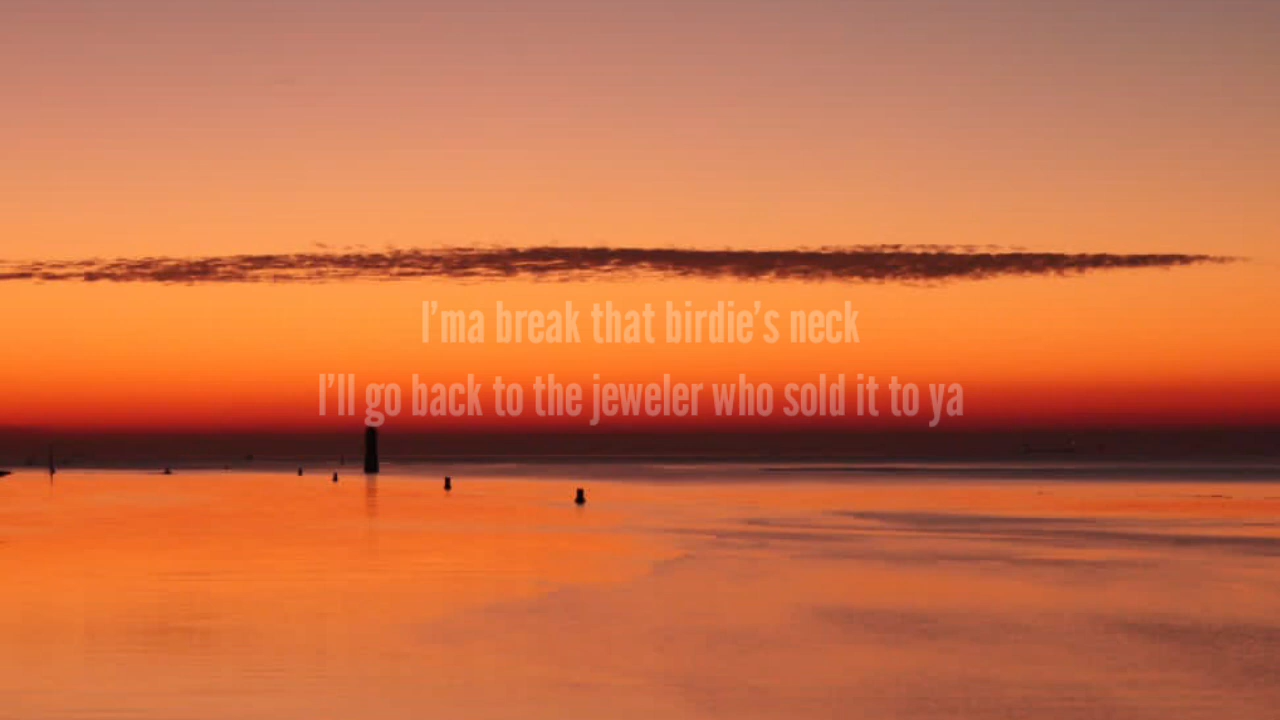 I'ma break that birdie's neck
I'll go back to the jeweler who sold it to ya